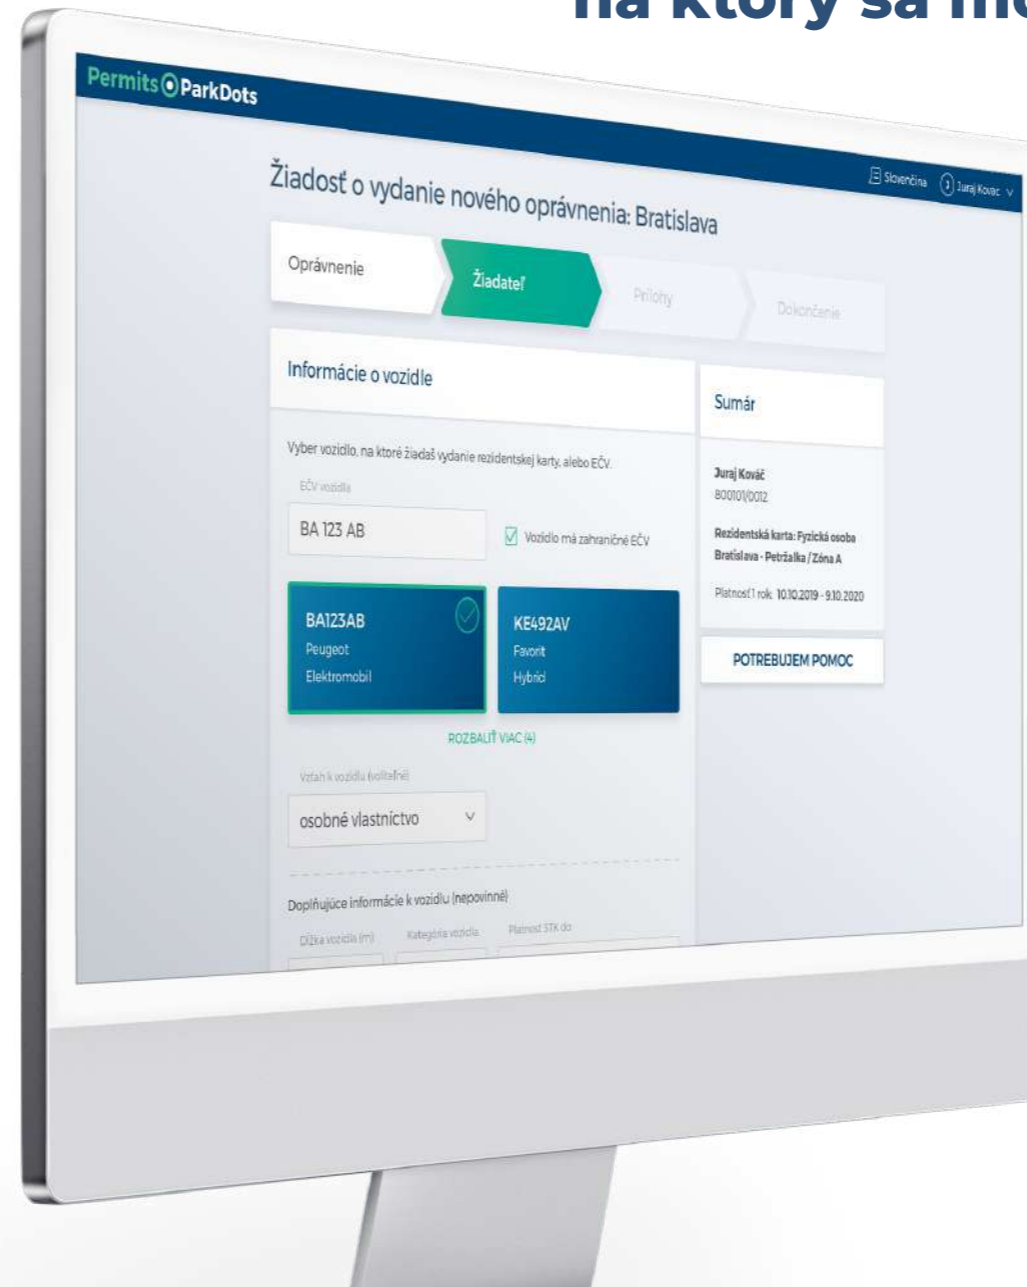 na ktorý sa
Permits ParkDots
Slovenčina J Juraj Kovac
Žiadosť o vydanie nového oprávnenia: Bratislava
Oprávnenie
Žiadateľ
Prílohy
Dokončenie
Informácie o vozidle
Vyber vozidlo, na ktoré žiadaš vydanie rezidentskej karty, alebo EČV.
EČV vozidla
BA 123 AB
Vozidlo má zahraničné EČV
BA123AB
Peugeot
Elektromobil
KE492AV
Favorit
Hybrid
ROZBALIŤ VIAC (4)
Vzťah k vozidlu (voliteľné)
osobné vlastníctvo
Doplňujúce informácie k vozidlu (nepovinné)
Dĺžka vozidla (m)
Kategória vozidla
Platnosť STK do
Sumár
Juraj Kováč
800101/0012
Rezidentská karta: Fyzická osoba
Bratislava - Petržalka / Zóna A
Platnosť 1 rok: 10.10.2019 - 9.10.2020
POTREBUJEM POMOC